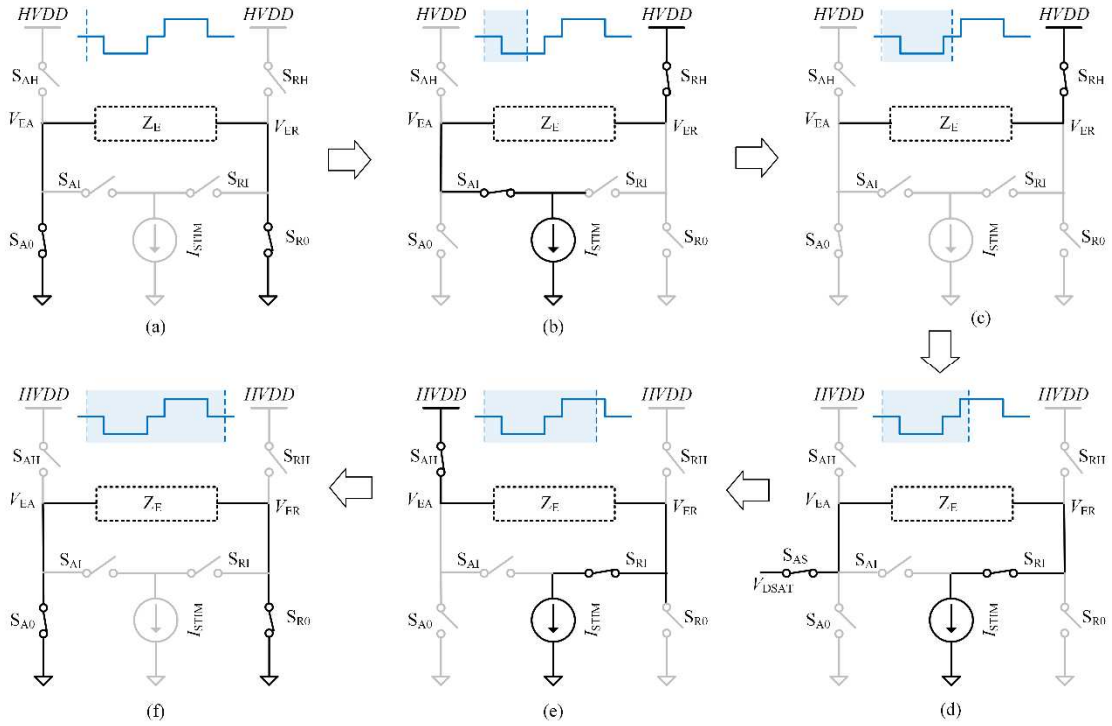 HVDD HVDD
S_AH S_RH
V_EA Z_E V_ER
S_AI S_RI
S_A0 I_STIM S_R0
(a)
HVDD HVDD
S_AH S_RH
V_EA Z_E V_ER
S_AI S_RI
S_A0 I_STIM S_R0
(b)
HVDD HVDD
S_AH S_RH
V_EA Z_E V_ER
S_AI S_RI
S_A0 I_STIM S_R0
(c)
HVDD HVDD
S_AH S_RH
V_EA Z_E V_ER
S_AS S_AI S_RI
V_DSAT
S_A0 I_STIM S_R0
(d)
HVDD HVDD
S_AH S_RH
V_EA Z_E V_ER
S_AI S_RI
S_A0 I_STIM S_R0
(e)
HVDD HVDD
S_AH S_RH
V_EA Z_E V_ER
S_AI S_RI
S_A0 I_STIM S_R0
(f)